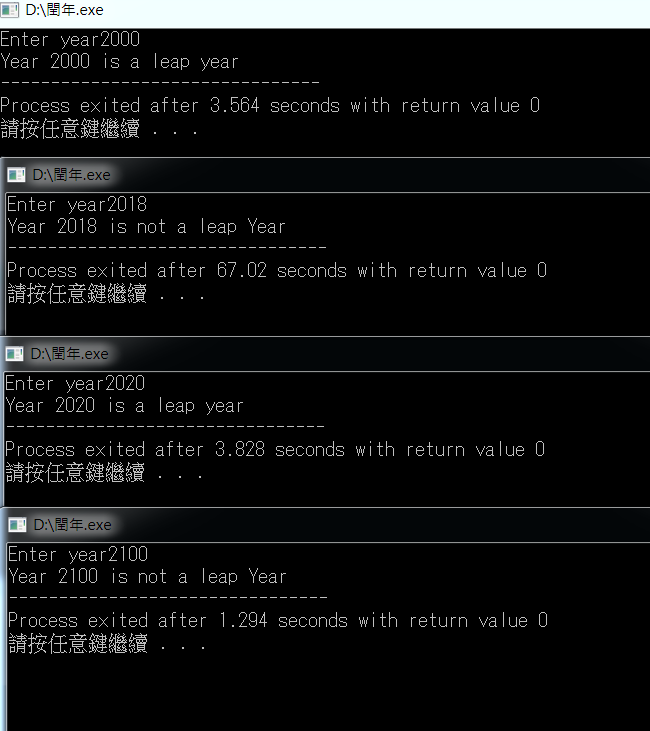 D:\閏年.exe
Enter year2000
Year 2000 is a leap year
--------------------------------
Process exited after 3.564 seconds with return value 0
請按任意鍵繼續 . . .
D:\閏年.exe
Enter year2018
Year 2018 is not a leap Year
--------------------------------
Process exited after 67.02 seconds with return value 0
請按任意鍵繼續 . . .
D:\閏年.exe
Enter year2020
Year 2020 is a leap year
--------------------------------
Process exited after 3.828 seconds with return value 0
請按任意鍵繼續 . . .
D:\閏年.exe
Enter year2100
Year 2100 is not a leap Year
--------------------------------
Process exited after 1.294 seconds with return value 0
請按任意鍵繼續 . . .